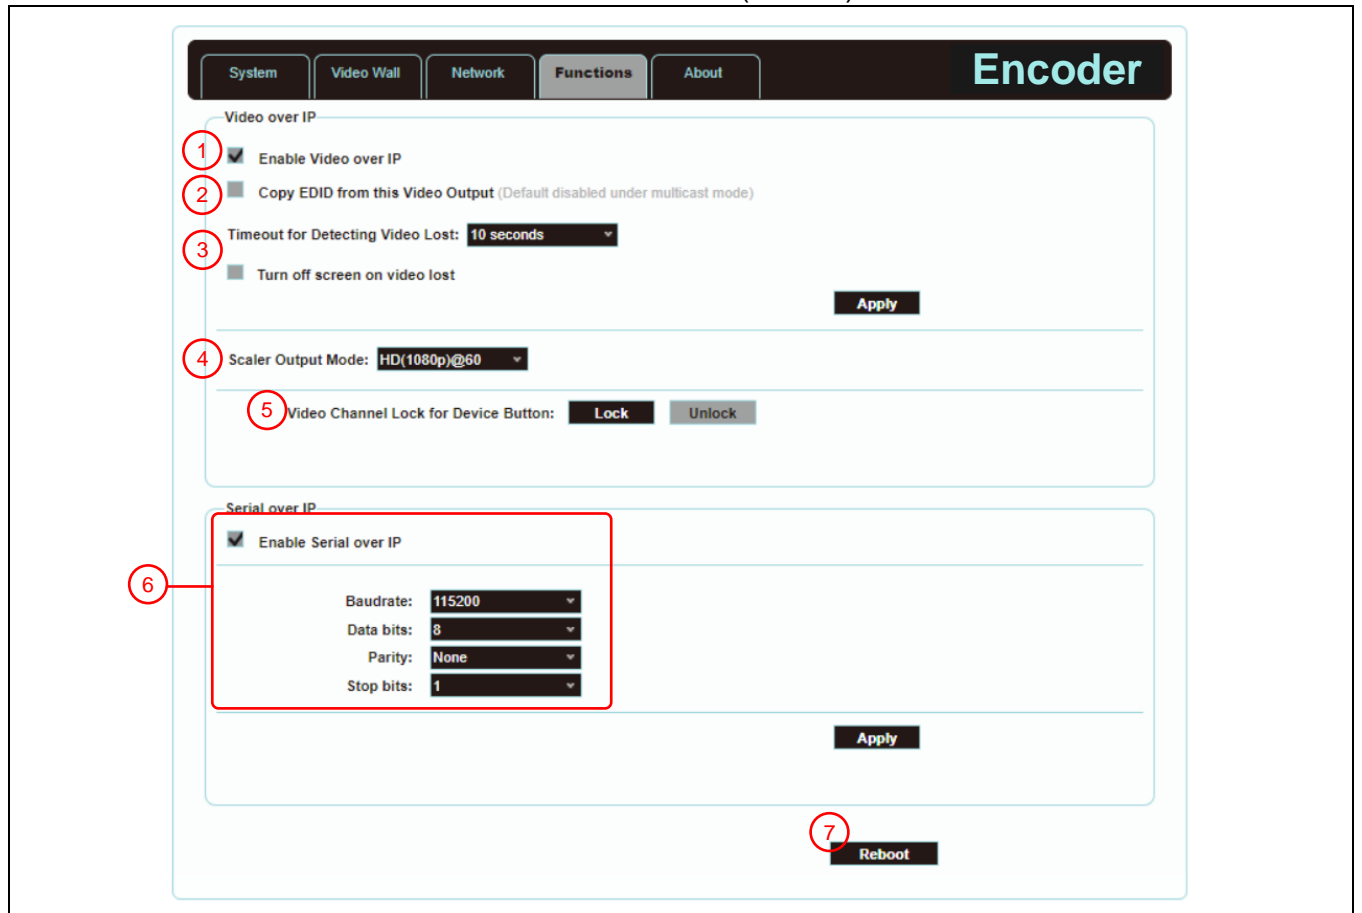 System Video Wall Network Functions About Encoder
Video over IP
1 Enable Video over IP
2 Copy EDID from this Video Output (Default disabled under multicast mode)
Timeout for Detecting Video Lost: 10 seconds
3
Turn off screen on video lost
Apply
4 Scaler Output Mode: HD(1080p)@60
5 Video Channel Lock for Device Button: Lock Unlock
Serial over IP
Enable Serial over IP
6
Baudrate: 115200
Data bits: 8
Parity: None
Stop bits: 1
Apply
7
Reboot